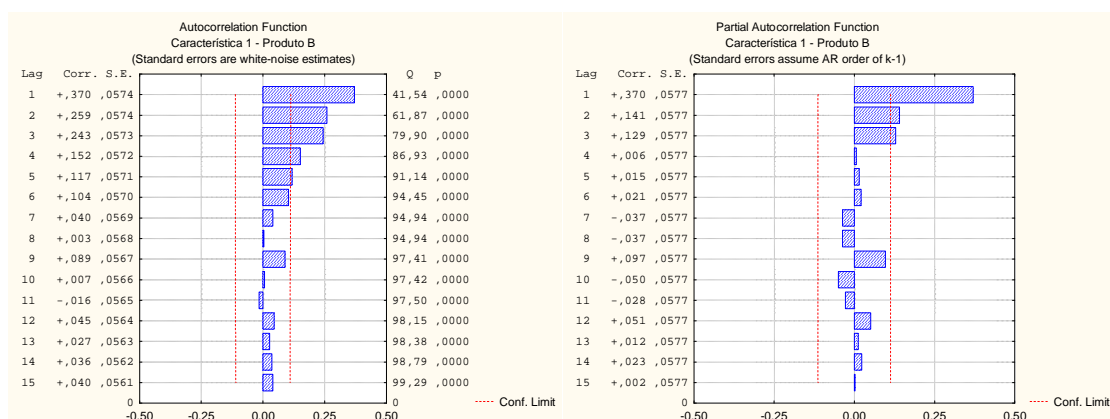 Autocorrelation Function
Característica 1 - Produto B
(Standard errors are white-noise estimates)
Lag Corr. S.E. Q p
1 +,370 ,0574 41,54 ,0000
2 +,259 ,0574 61,87 ,0000
3 +,243 ,0573 79,90 ,0000
4 +,152 ,0572 86,93 ,0000
5 +,117 ,0571 91,14 ,0000
6 +,104 ,0570 94,45 ,0000
7 +,040 ,0569 94,94 ,0000
8 +,003 ,0568 94,94 ,0000
9 +,089 ,0567 97,41 ,0000
10 +,007 ,0566 97,42 ,0000
11 -,016 ,0565 97,50 ,0000
12 +,045 ,0564 98,15 ,0000
13 +,027 ,0563 98,38 ,0000
14 +,036 ,0562 98,79 ,0000
15 +,040 ,0561 99,29 ,0000
0 0
-0.50 -0.25 0.00 0.25 0.50
Conf. Limit
Partial Autocorrelation Function
Característica 1 - Produto B
(Standard errors assume AR order of k-1)
Lag Corr. S.E.
1 +,370 ,0577
2 +,141 ,0577
3 +,129 ,0577
4 +,006 ,0577
5 +,015 ,0577
6 +,021 ,0577
7 -,037 ,0577
8 -,037 ,0577
9 +,097 ,0577
10 -,050 ,0577
11 -,028 ,0577
12 +,051 ,0577
13 +,012 ,0577
14 +,023 ,0577
15 +,002 ,0577
0
-0.50 -0.25 0.00 0.25 0.50
Conf. Limit